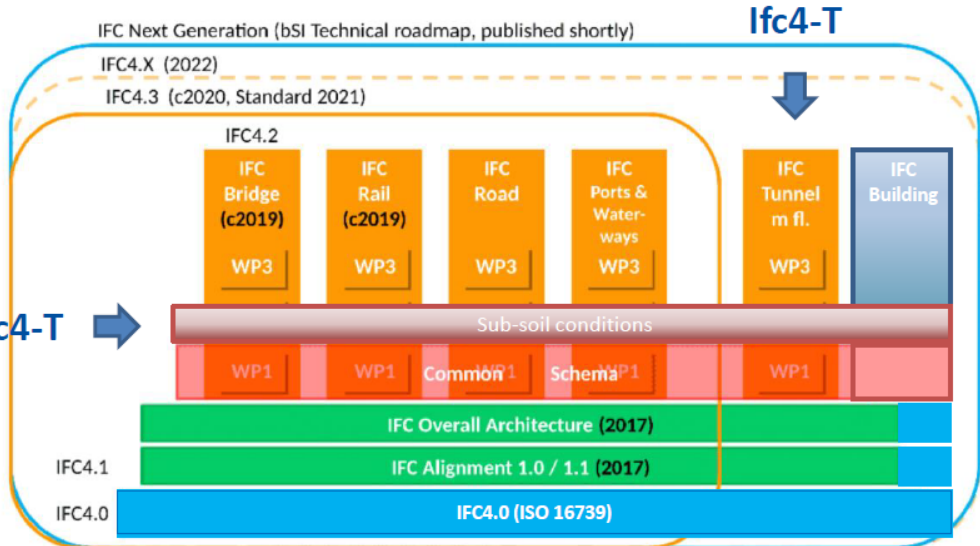 Ifc4-T
IFC Next Generation (bSI Technical roadmap, published shortly)
IFC4.X (2022)
IFC4.3 (c2020, Standard 2021)
IFC4.2
IFC
Bridge
(c2019)
WP3
IFC
Rail
(c2019)
WP3
IFC
Road
WP3
IFC
Ports &
Water-
ways
WP3
IFC
Tunnel
m fl.
WP3
IFC
Building
c4-T
Sub-soil conditions
WP1 WP1 WP1 WP1 WP1
Common Schema
IFC Overall Architecture (2017)
IFC4.1 IFC Alignment 1.0 / 1.1 (2017)
IFC4.0 IFC4.0 (ISO 16739)